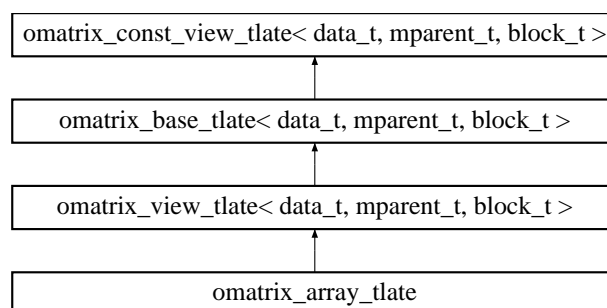 omatrix_const_view_tlate< data_t, mparent_t, block_t >
omatrix_base_tlate< data_t, mparent_t, block_t >
omatrix_view_tlate< data_t, mparent_t, block_t >
omatrix_array_tlate